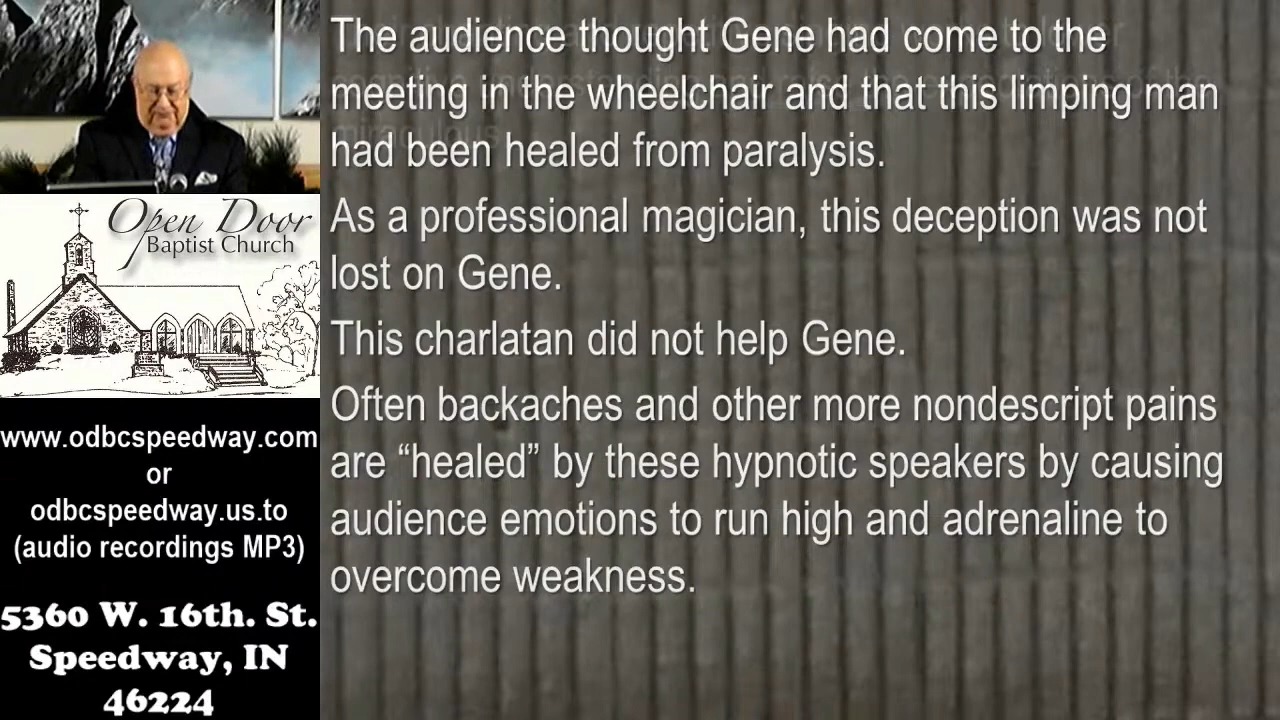 The audience thought Gene had come to the
meeting in the wheelchair and that this limping man
had been healed from paralysis.
As a professional magician, this deception was not
lost on Gene.
This charlatan did not help Gene.
Often backaches and other more nondescript pains
are “healed” by these hypnotic speakers by causing
audience emotions to run high and adrenaline to
overcome weakness.
Open Door
Baptist Church
www.odbcspeedway.com
or
odbcspeedway.us.to
(audio recordings MP3)
5360 W. 16th. St.
Speedway, IN
46224